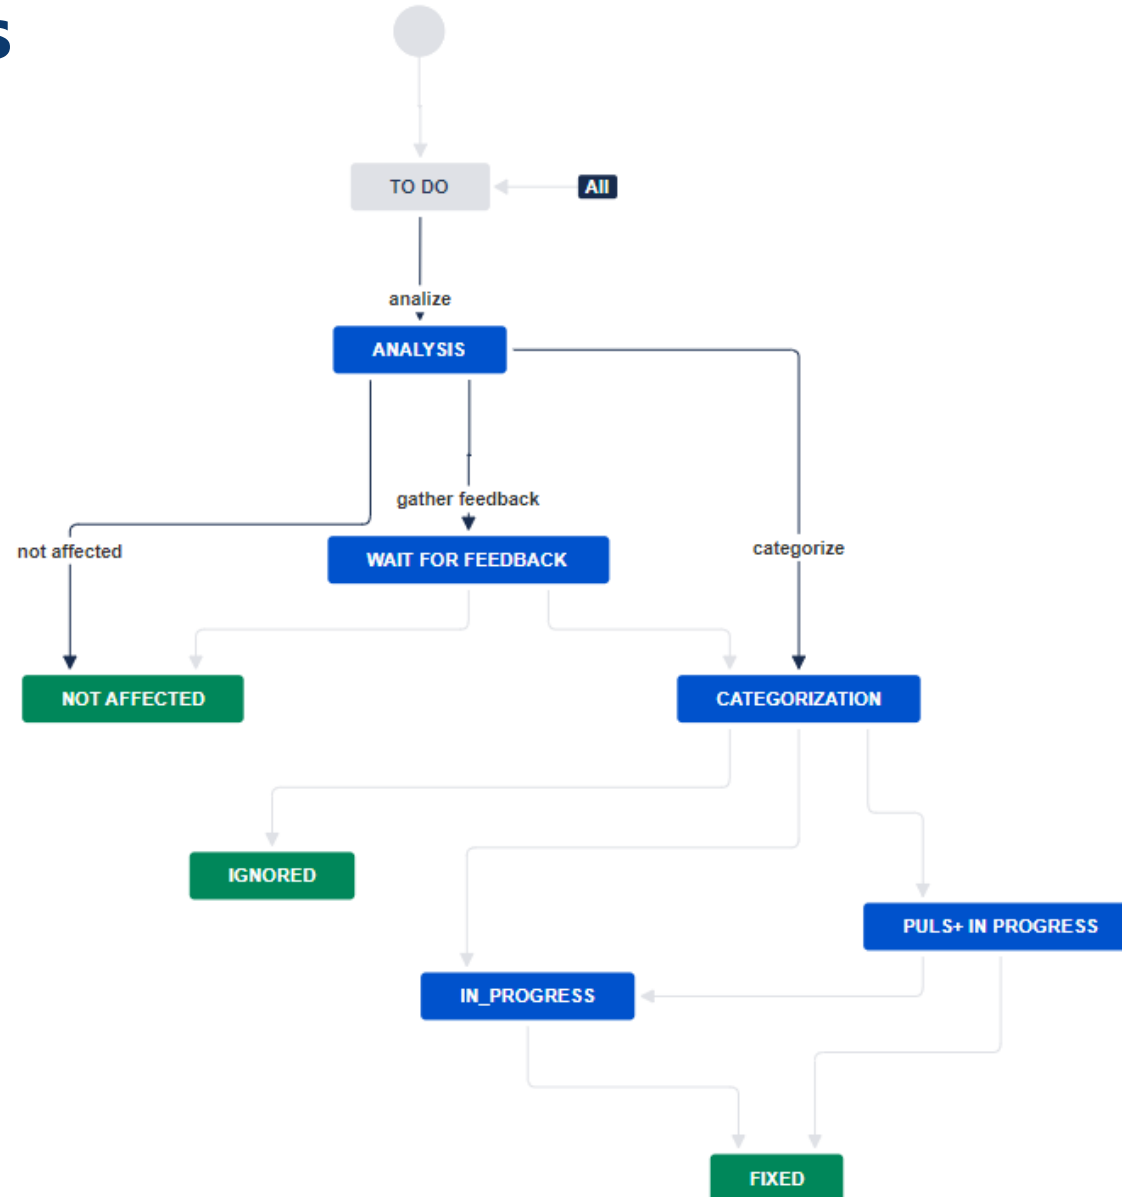 s
TO DO
All
analize
ANALYSIS
gather feedback
not affected
categorize
WAIT FOR FEEDBACK
NOT AFFECTED
CATEGORIZATION
IGNORED
PULS+ IN PROGRESS
IN_PROGRESS
FIXED